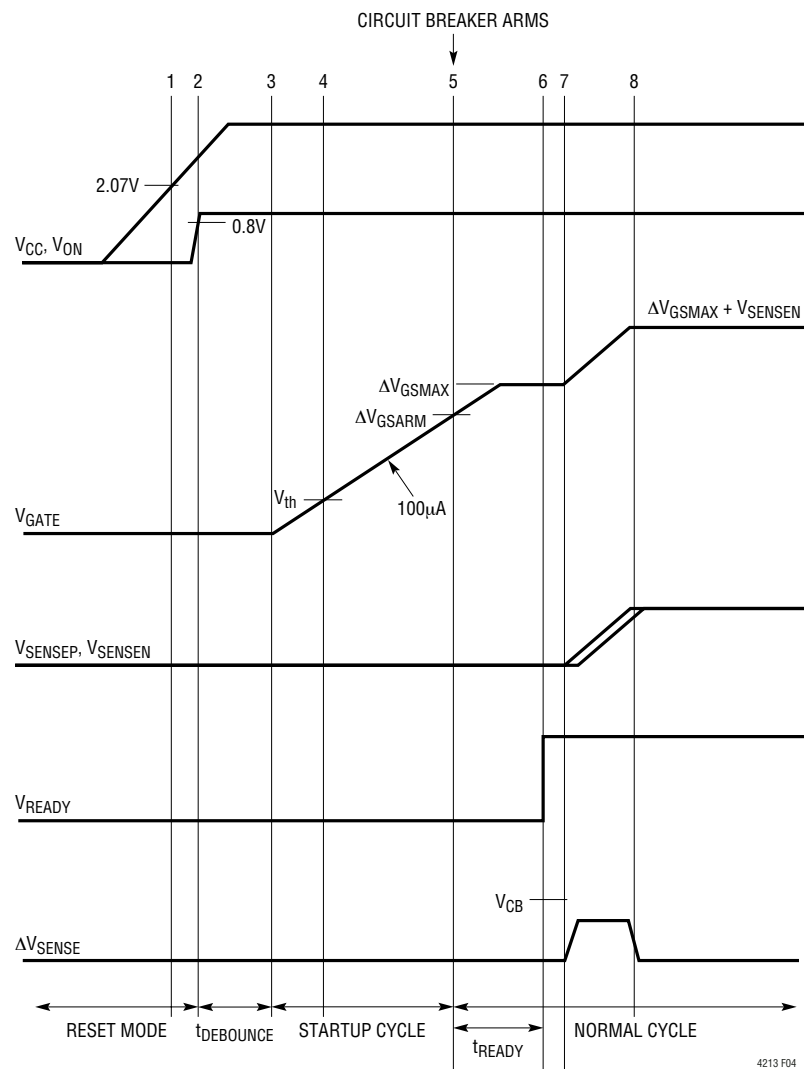 CIRCUIT BREAKER ARMS
1 2 3 4 5 6 7 8
2.07V
0.8V
VCC, VON
ΔVGSMAX + VSENSEN
ΔVGSMAX
ΔVGSARM
Vth
100µA
VGATE
VSENSEP, VSENSEN
VREADY
VCB
ΔVSENSE
RESET MODE tDEBOUNCE STARTUP CYCLE NORMAL CYCLE
tREADY
4213 F04